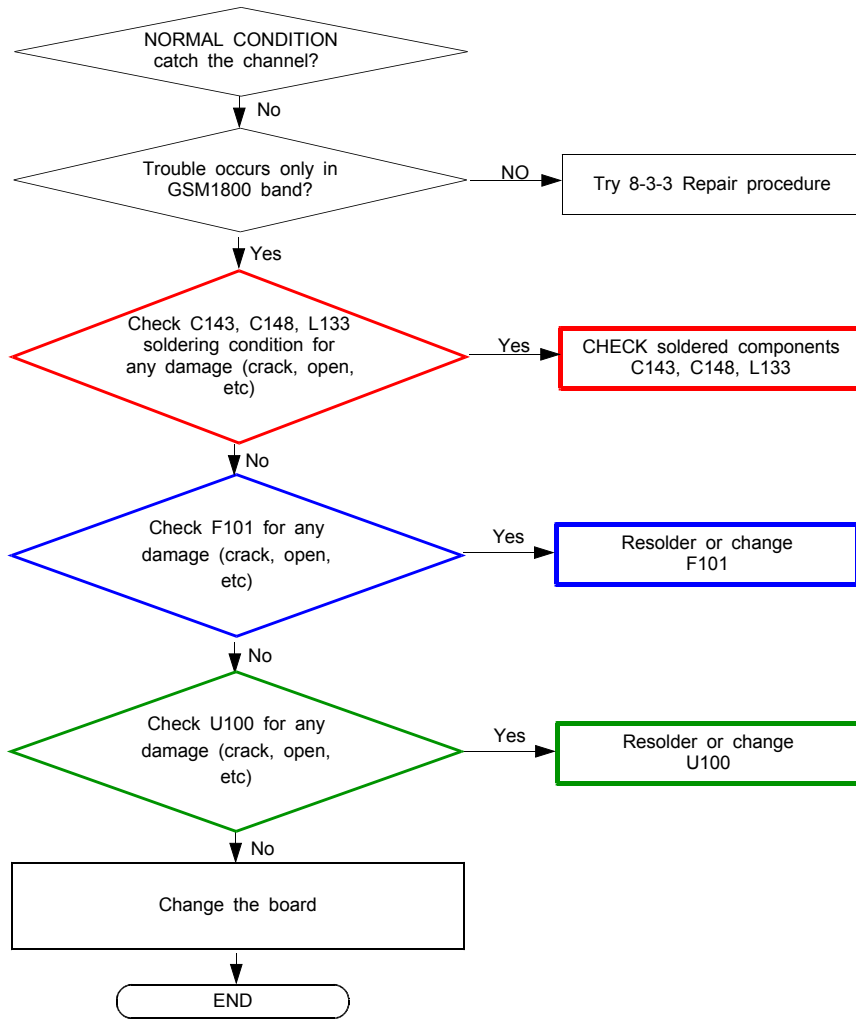 NORMAL CONDITION
catch the channel?
No
Trouble occurs only in
GSM1800 band?
NO
Try 8-3-3 Repair procedure
Yes
Check C143, C148, L133
soldering condition for
any damage (crack, open,
etc)
Yes
CHECK soldered components
C143, C148, L133
No
Check F101 for any
damage (crack, open,
etc)
Yes
Resolder or change
F101
No
Check U100 for any
damage (crack, open,
etc)
Yes
Resolder or change
U100
No
Change the board
END